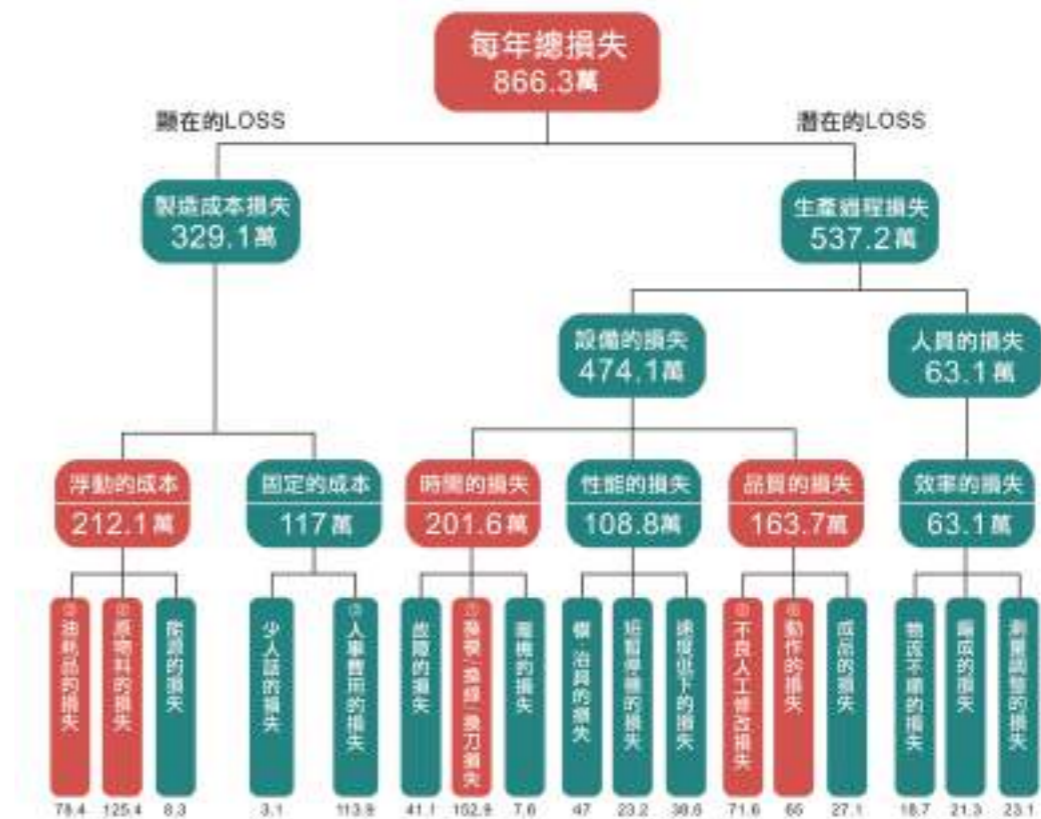 每年總損失
866.3萬
顯在的LOSS
潛在的LOSS
製造成本損失
329.1萬
生產過程損失
537.2萬
設備的損失
474.1萬
人員的損失
63.1萬
浮動的成本
212.1萬
固定的成本
117萬
時間的損失
201.6萬
性能的損失
108.8萬
品質的損失
163.7萬
效率的損失
63.1萬
油耗品的損失
原物料的損失
能源的損失
少人話的損失
人事費用的損失
故障的損失
換模 換線 換刀損失
的損失
模 治具的損失
短暫停機的損失
速度低下的損失
不良人工修改損失
動作的損失
成品的損失
物流不順的損失
編成的損失
測量調整的損失
78.4
125.4
8.3
3.1
113.9
41.1
152.9
7.6
47
23.2
38.6
71.6
65
27.1
18.7
21.3
23.1